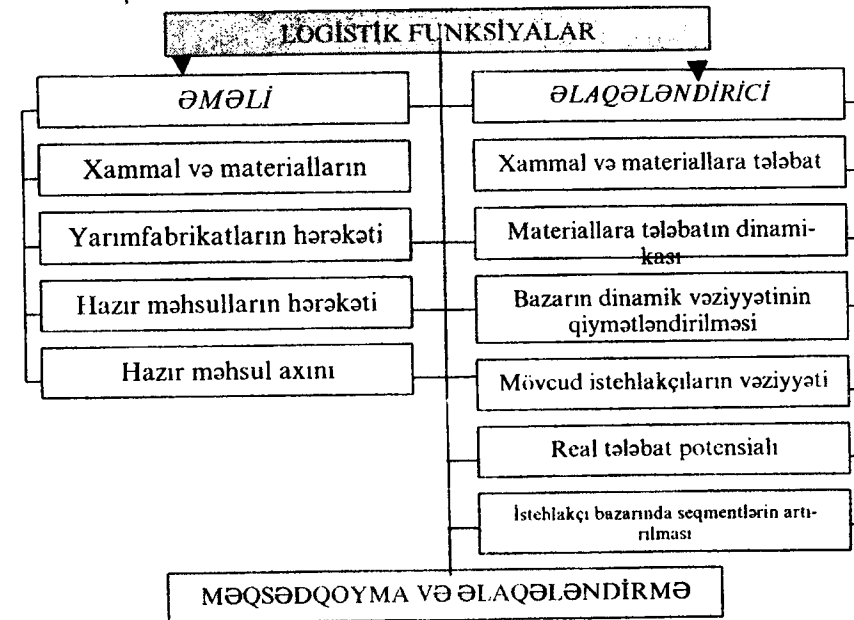 LOGİSTİK FUNKSİYALAR
ƏMƏLİ
Xammal və materialların
Yarımfabrikatların hərəkəti
Hazır məhsulların hərəkəti
Hazır məhsul axını
ƏLAQƏLƏNDİRİCİ
Xammal və materiallara tələbat
Materiallara tələbatın dinami-
kası
Bazarın dinamik vəziyyətinin
qiymətləndirilməsi
Mövcud istehlakçıların vəziyyəti
Real tələbat potensialı
İstehlakçı bazarında seqmentlərin artı-
rılması
MƏQSƏDQOYMA VƏ ƏLAQƏLƏNDİRMƏ